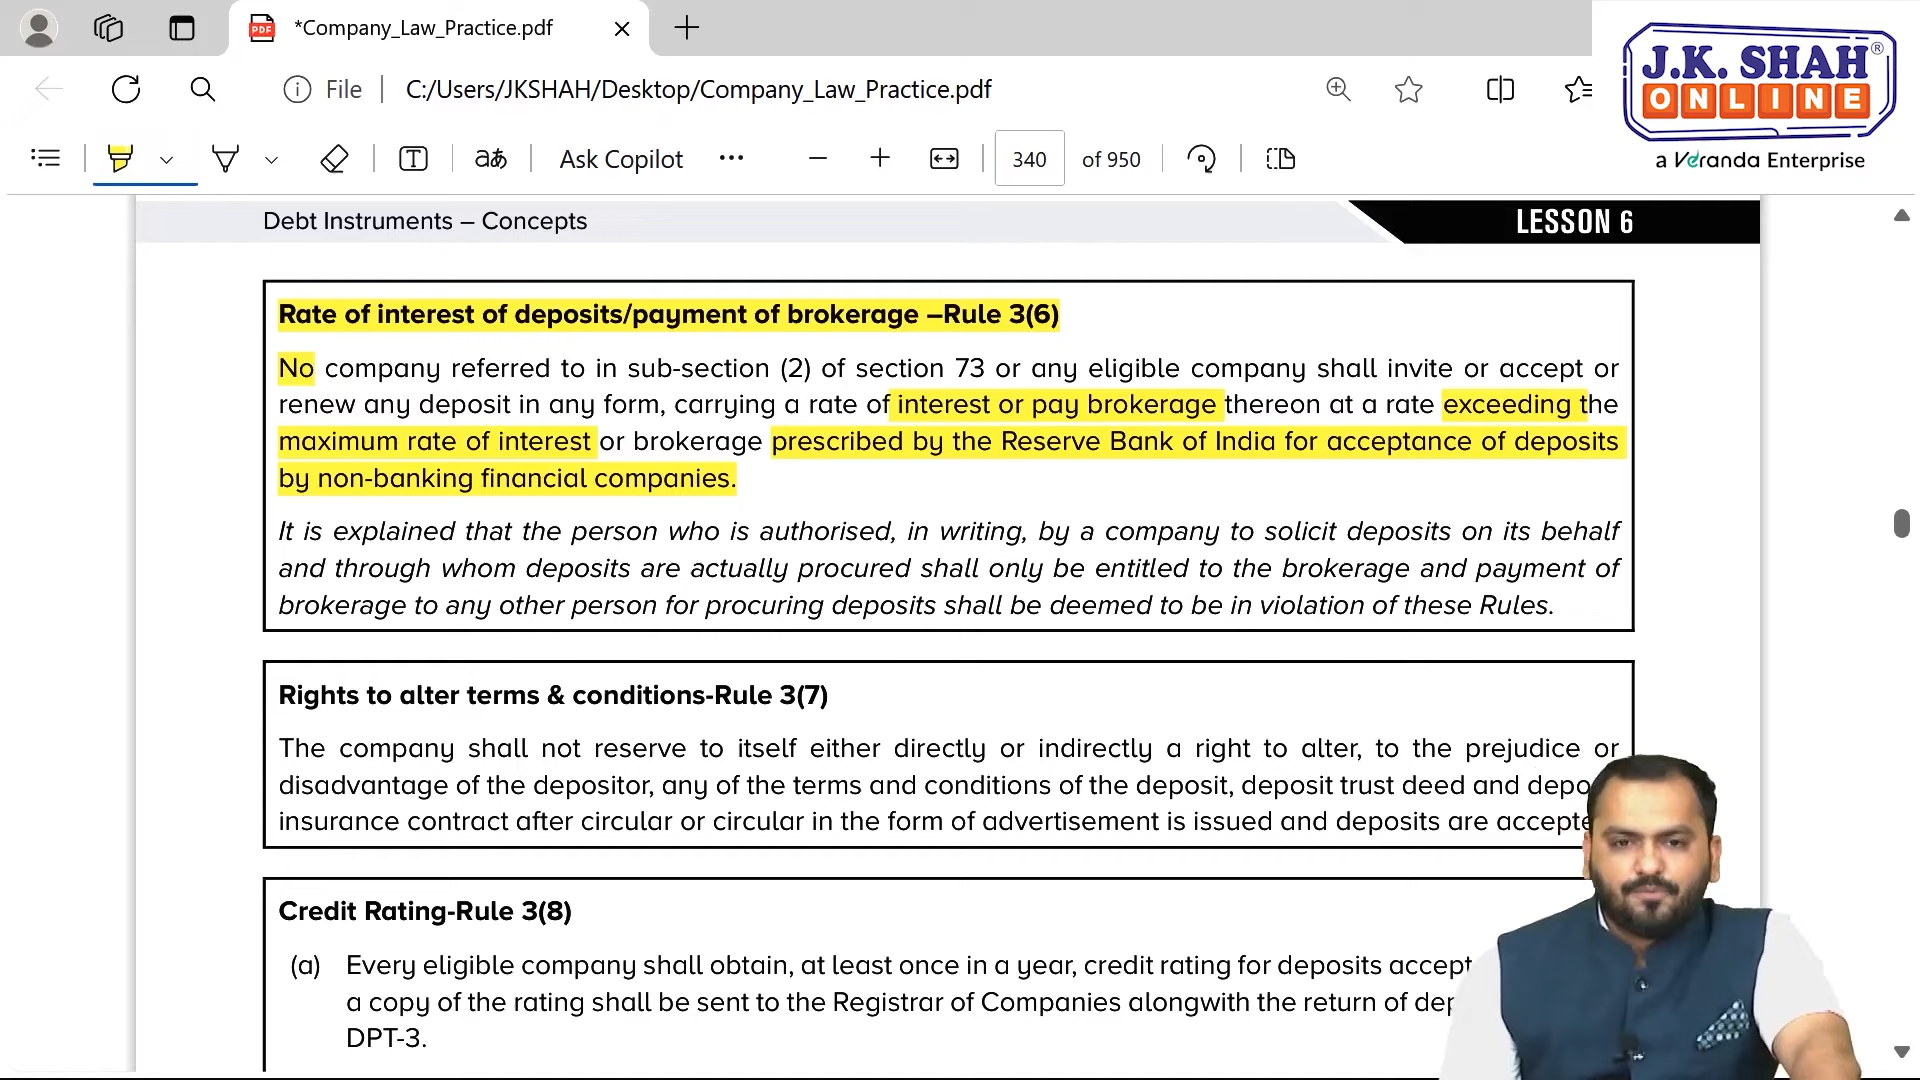 *Company_Law_Practice.pdf
File
C:/Users/JKSHAH/Desktop/Company_Law_Practice.pdf
J.K. SHAH®
ONLINE
a Veranda Enterprise
aあ
Ask Copilot
340 of 950
Debt Instruments – Concepts
LESSON 6
Rate of interest of deposits/payment of brokerage –Rule 3(6)
No company referred to in sub-section (2) of section 73 or any eligible company shall invite or accept or
renew any deposit in any form, carrying a rate of interest or pay brokerage thereon at a rate exceeding the
maximum rate of interest or brokerage prescribed by the Reserve Bank of India for acceptance of deposits
by non-banking financial companies.
It is explained that the person who is authorised, in writing, by a company to solicit deposits on its behalf
and through whom deposits are actually procured shall only be entitled to the brokerage and payment of
brokerage to any other person for procuring deposits shall be deemed to be in violation of these Rules.
Rights to alter terms & conditions-Rule 3(7)
The company shall not reserve to itself either directly or indirectly a right to alter, to the prejudice or
disadvantage of the depositor, any of the terms and conditions of the deposit, deposit trust deed and
insurance contract after circular or circular in the form of advertisement is issued and deposits are
Credit Rating-Rule 3(8)
(a) Every eligible company shall obtain, at least once in a year, credit rating for deposits
a copy of the rating shall be sent to the Registrar of Companies alongwith the return of
DPT-3.